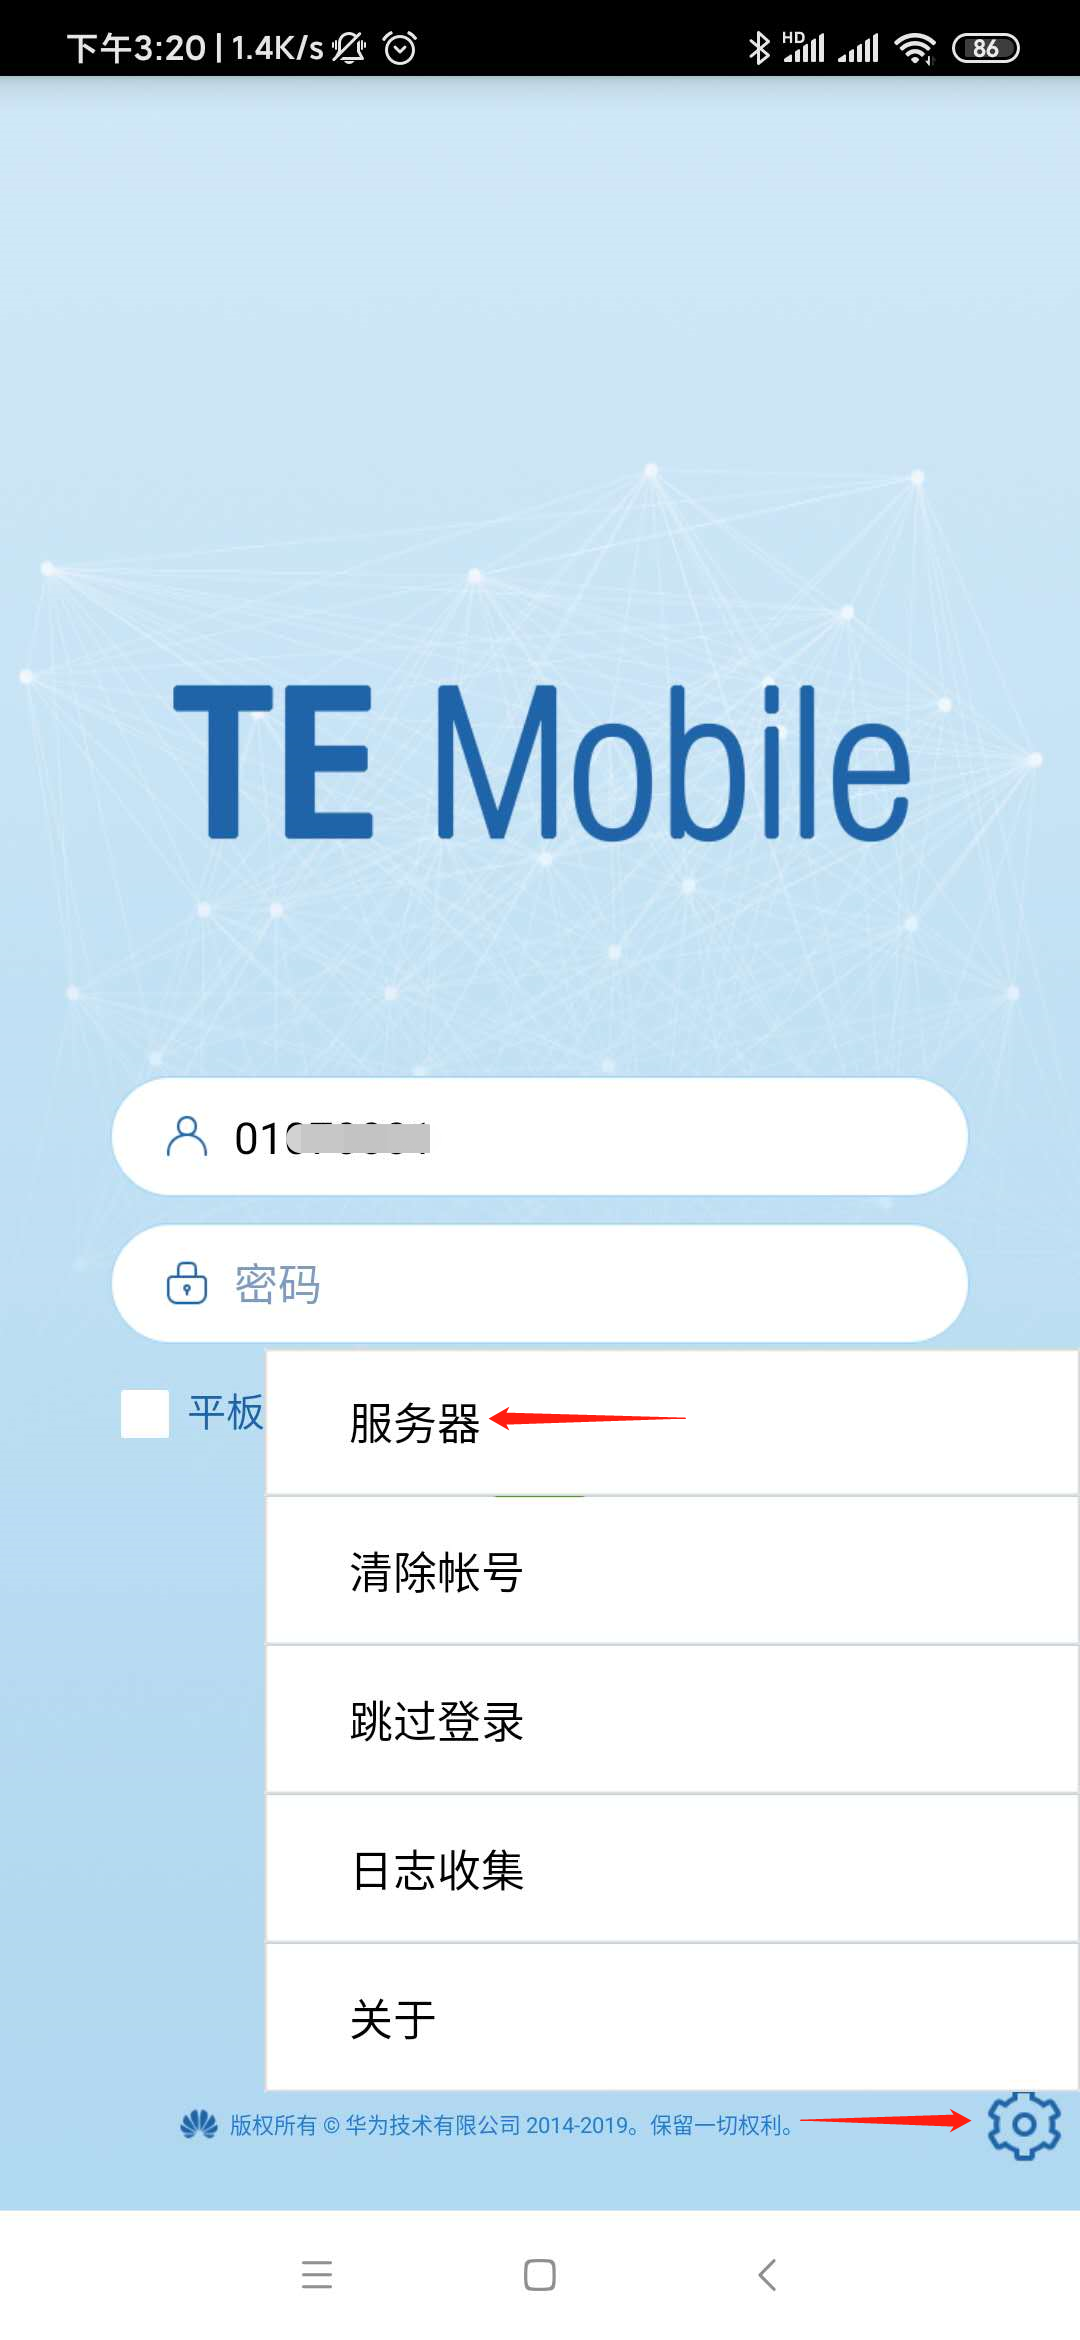 下午3:20 | 1.4K/s
HD
86
TE Mobile
01
密码
平板
服务器
清除帐号
跳过登录
日志收集
关于
版权所有 © 华为技术有限公司 2014-2019。保留一切权利。